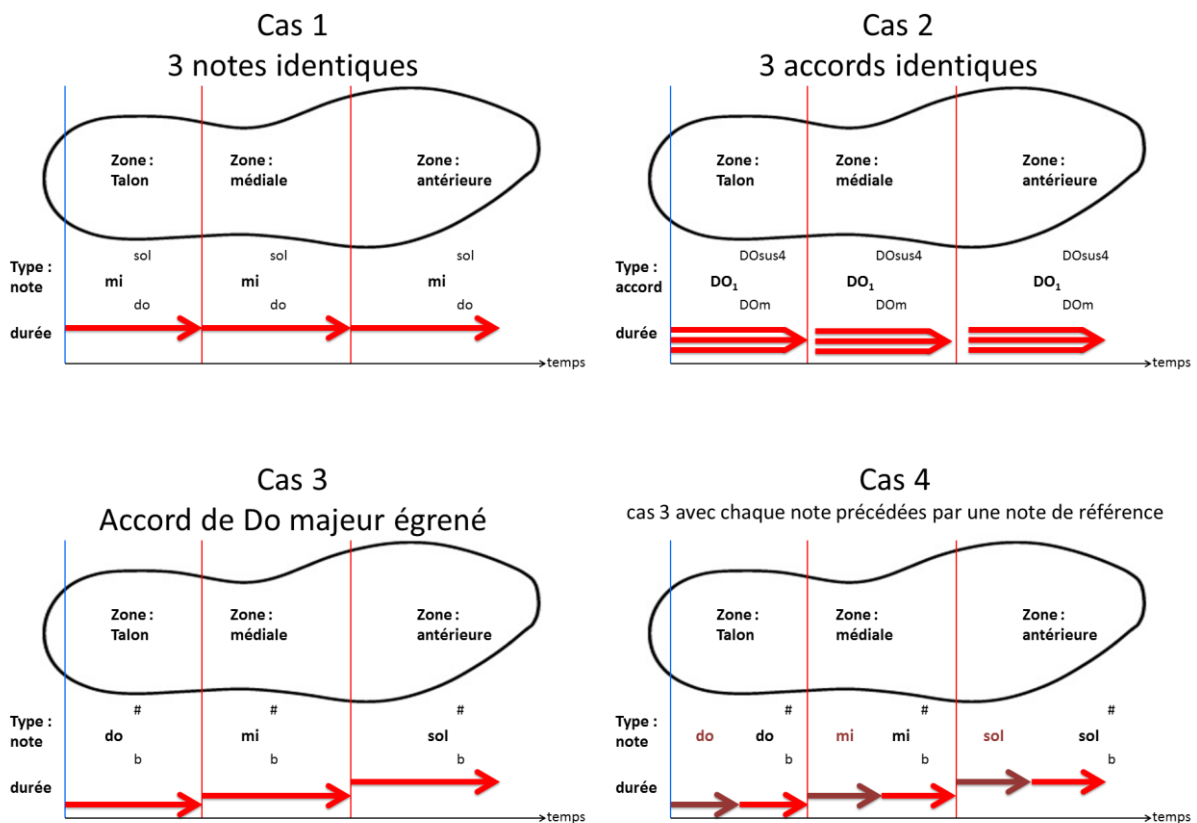 Cas 1
3 notes identiques
Zone :
Talon
Zone :
médiale
Zone :
antérieure
sol
sol
sol
Type :
note
mi
mi
mi
do
do
do
durée
temps
Cas 2
3 accords identiques
Zone :
Talon
Zone :
médiale
Zone :
antérieure
DOsus4
DOsus4
DOsus4
Type :
accord
DO₁
DO₁
DO₁
DOm
DOm
DOm
durée
temps
Cas 3
Accord de Do majeur égrené
Zone :
Talon
Zone :
médiale
Zone :
antérieure
#
#
#
Type :
note
do
mi
sol
b
b
b
durée
temps
Cas 4
cas 3 avec chaque note précédées par une note de référence
Zone :
Talon
Zone :
médiale
Zone :
antérieure
#
#
#
Type :
note
do
do
mi
mi
sol
sol
b
b
b
durée
temps